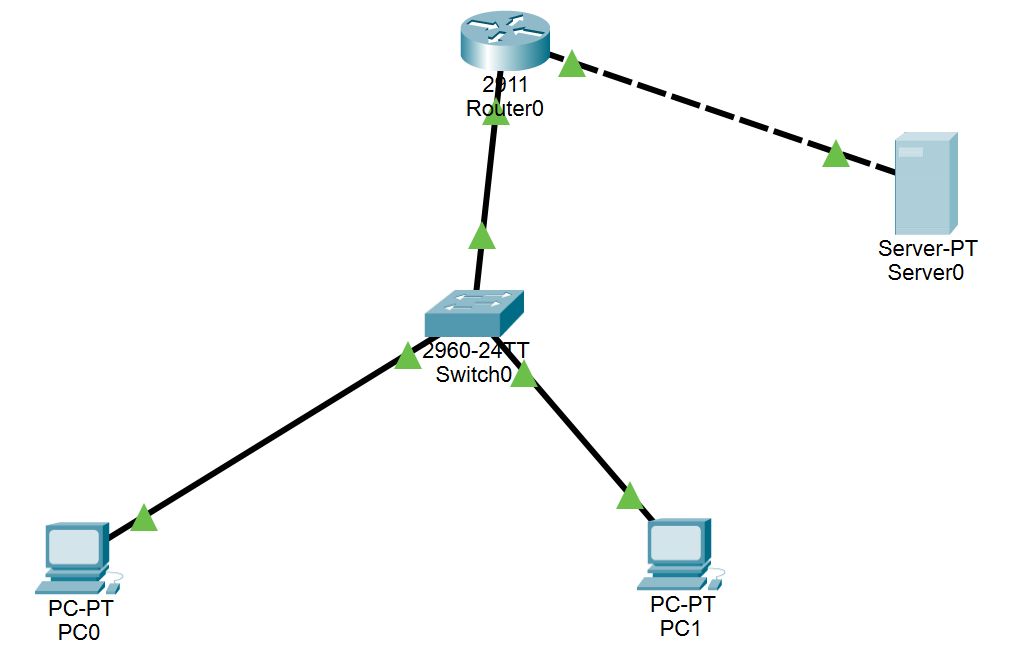 2911
Router0
Server-PT
Server0
2960-24TT
Switch0
PC-PT
PC0
PC-PT
PC1